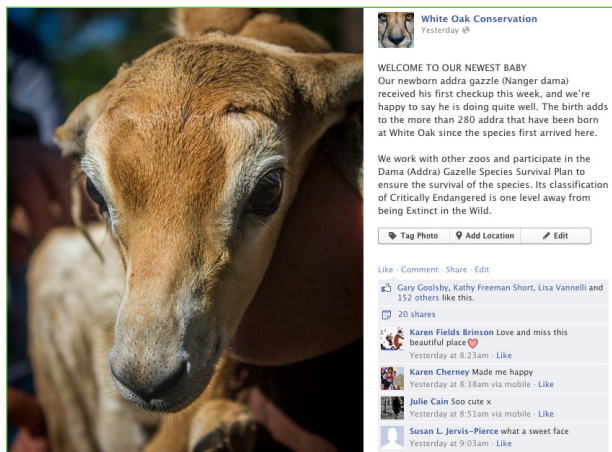 White Oak Conservation
Yesterday
WELCOME TO OUR NEWEST BABY
Our newborn addra gazzle (Nanger dama)
received his first checkup this week, and we're
happy to say he is doing quite well. The birth adds
to the more than 280 addra that have been born
at White Oak since the species first arrived here.
We work with other zoos and participate in the
Dama (Addra) Gazelle Species Survival Plan to
ensure the survival of the species. Its classification
of Critically Endangered is one level away from
being Extinct in the Wild.
Tag Photo Add Location Edit
Like · Comment · Share · Edit
Gary Goolsby, Kathy Freeman Short, Lisa Vannelli and
152 others like this.
20 shares
Karen Fields Brinson Love and miss this
beautiful place
Yesterday at 8:23am · Like
Karen Cherney Made me happy
Yesterday at 8:38am via mobile · Like
Julie Cain Soo cute x
Yesterday at 8:51am via mobile · Like
Susan L. Jervis-Pierce what a sweet face
Yesterday at 9:03am · Like